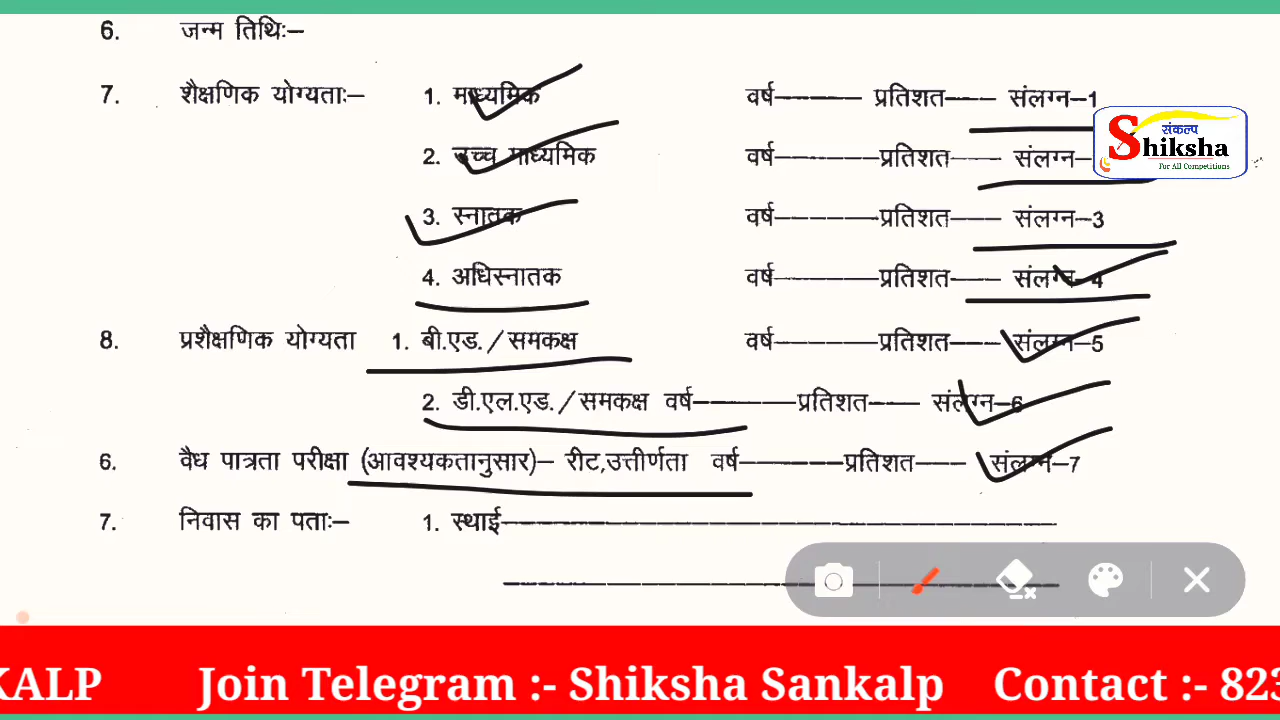 6. जन्म तिथिः–
7. शैक्षणिक योग्यताः– 1. माध्यमिक वर्ष------- प्रतिशत---- संलग्न–1
2. उच्च माध्यमिक वर्ष-------प्रतिशत---- संलग्न–
3. स्नातक वर्ष-------प्रतिशत---- संलग्न–3
4. अधिस्नातक वर्ष-------प्रतिशत---- संलग्न–4
8. प्रशैक्षणिक योग्यता 1. बी.एड./समकक्ष वर्ष-------प्रतिशत---- संलग्न–5
2. डी.एल.एड./समकक्ष वर्ष-------प्रतिशत---- संलग्न–6
6. वैध पात्रता परीक्षा (आवश्यकतानुसार)– रीट,उत्तीर्णता वर्ष-------प्रतिशत---- संलग्न–7
7. निवास का पताः– 1. स्थाई-----------------------------------
संकल्प
Shiksha
For All Competitions
KALP Join Telegram :- Shiksha Sankalp Contact :- 823